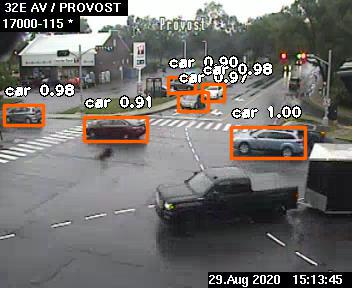 32E AV / PROVOST
Provost
17000-115 *
car 0.90
car 0.98
car 0.97
car 0.98
car 0.91
car 1.00
29.Aug 2020 15:13:45